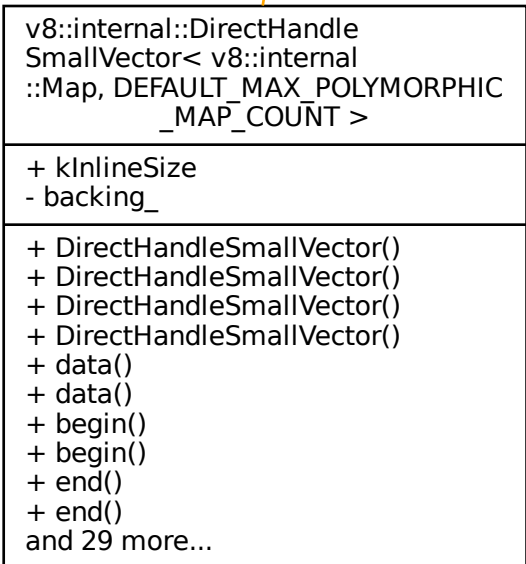 v8::internal::DirectHandle
SmallVector< v8::internal
::Map, DEFAULT_MAX_POLYMORPHIC
_MAP_COUNT >
+ kInlineSize
- backing_
+ DirectHandleSmallVector()
+ DirectHandleSmallVector()
+ DirectHandleSmallVector()
+ DirectHandleSmallVector()
+ data()
+ data()
+ begin()
+ begin()
+ end()
+ end()
and 29 more...